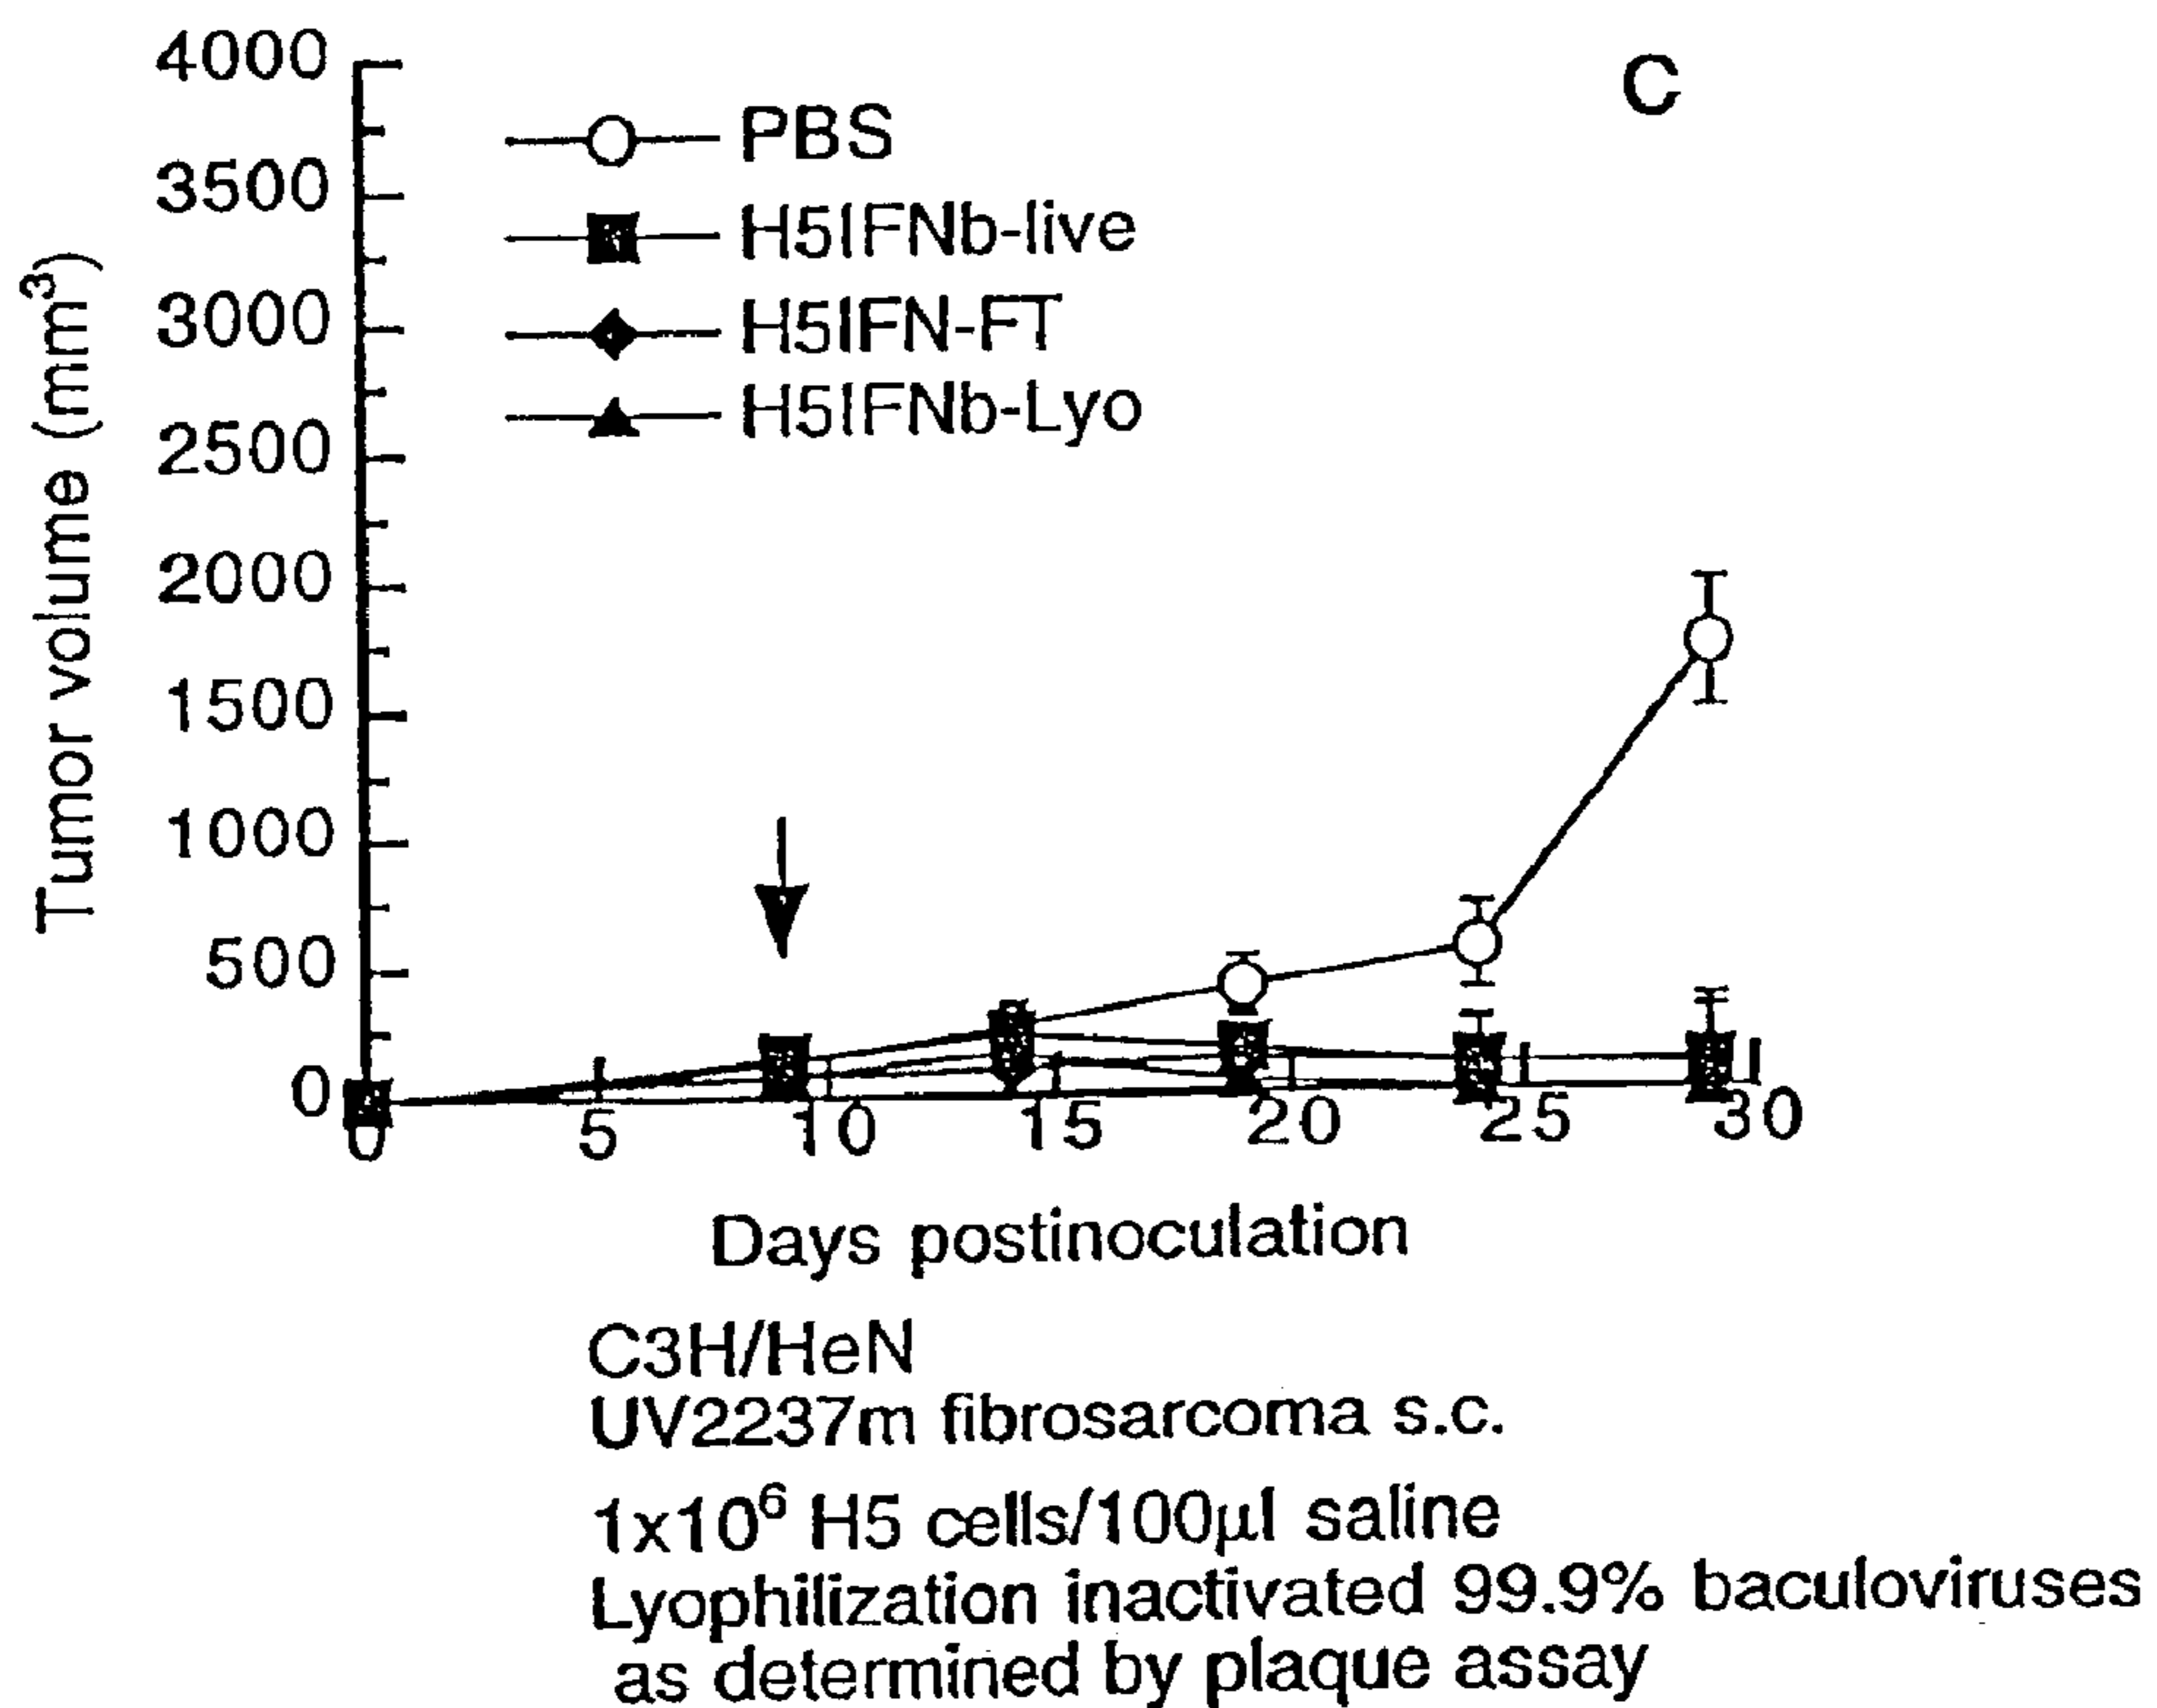 C
4000
3500
3000
2500
2000
1500
1000
500
0
Tumor volume (mm³)
PBS
H5IFNb-live
H5IFN-FT
H5IFNb-Lyo
0 5 10 15 20 25 30
Days postinoculation
C3H/HeN
UV2237m fibrosarcoma s.c.
1x10⁶ H5 cells/100µl saline
Lyophilization inactivated 99.9% baculoviruses
as determined by plaque assay